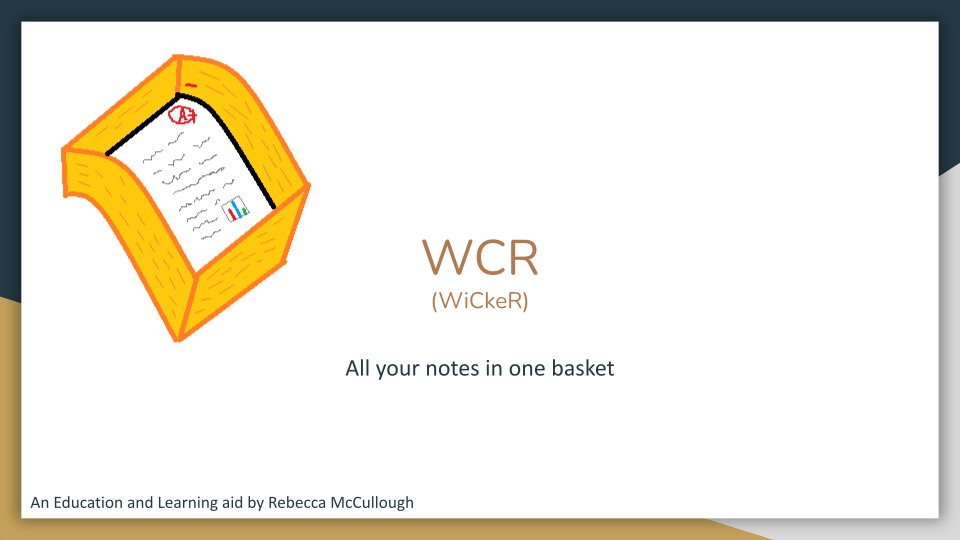 A+
WCR
(WiCkeR)
All your notes in one basket
An Education and Learning aid by Rebecca McCullough